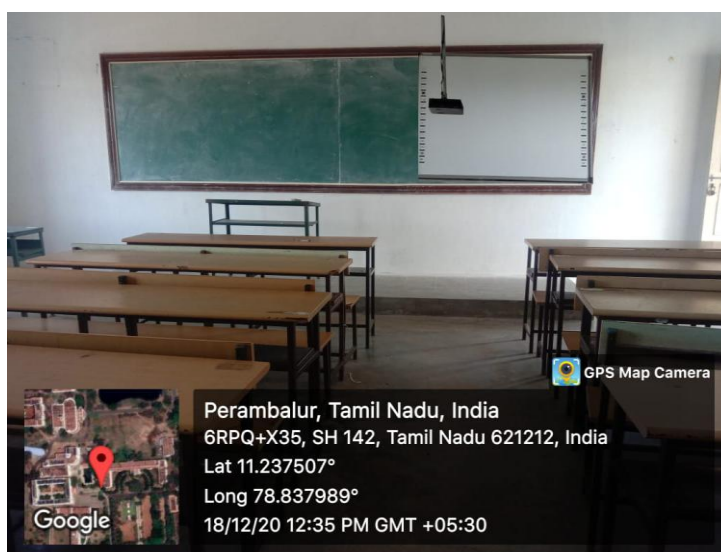 GPS Map Camera
Perambalur, Tamil Nadu, India
6RPQ+X35, SH 142, Tamil Nadu 621212, India
Lat 11.237507°
Long 78.837989°
18/12/20 12:35 PM GMT +05:30
Google